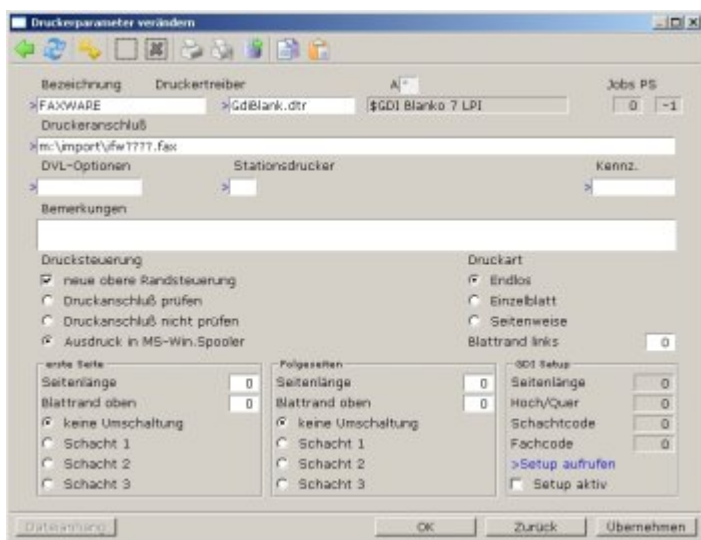 Druckerparameter verändern
Bezeichnung Druckertreiber A * Jobs PS
>FAXWARE >GdiBlank.dtr $GDI Blanko 7 LPI 0 -1
Druckeranschluß
>m:\import\ifw????.fax
DVL-Optionen Stationsdrucker Kennz.
> > >
Bemerkungen
Drucksteuerung Druckart
neue obere Randsteuerung Endlos
Druckanschluß prüfen Einzelblatt
Druckanschluß nicht prüfen Seitenweise
Ausdruck in MS-Win.Spooler Blattrand links 0
erste Seite Folgeseiten GDI Setup
Seitenlänge 0 Seitenlänge 0 Seitenlänge 0
Blattrand oben 0 Blattrand oben 0 Hoch/Quer 0
keine Umschaltung keine Umschaltung Schachtcode 0
Schacht 1 Schacht 1 Fachcode 0
Schacht 2 Schacht 2 >Setup aufrufen
Schacht 3 Schacht 3 Setup aktiv
Dateianhang OK Zurück Übernehmen